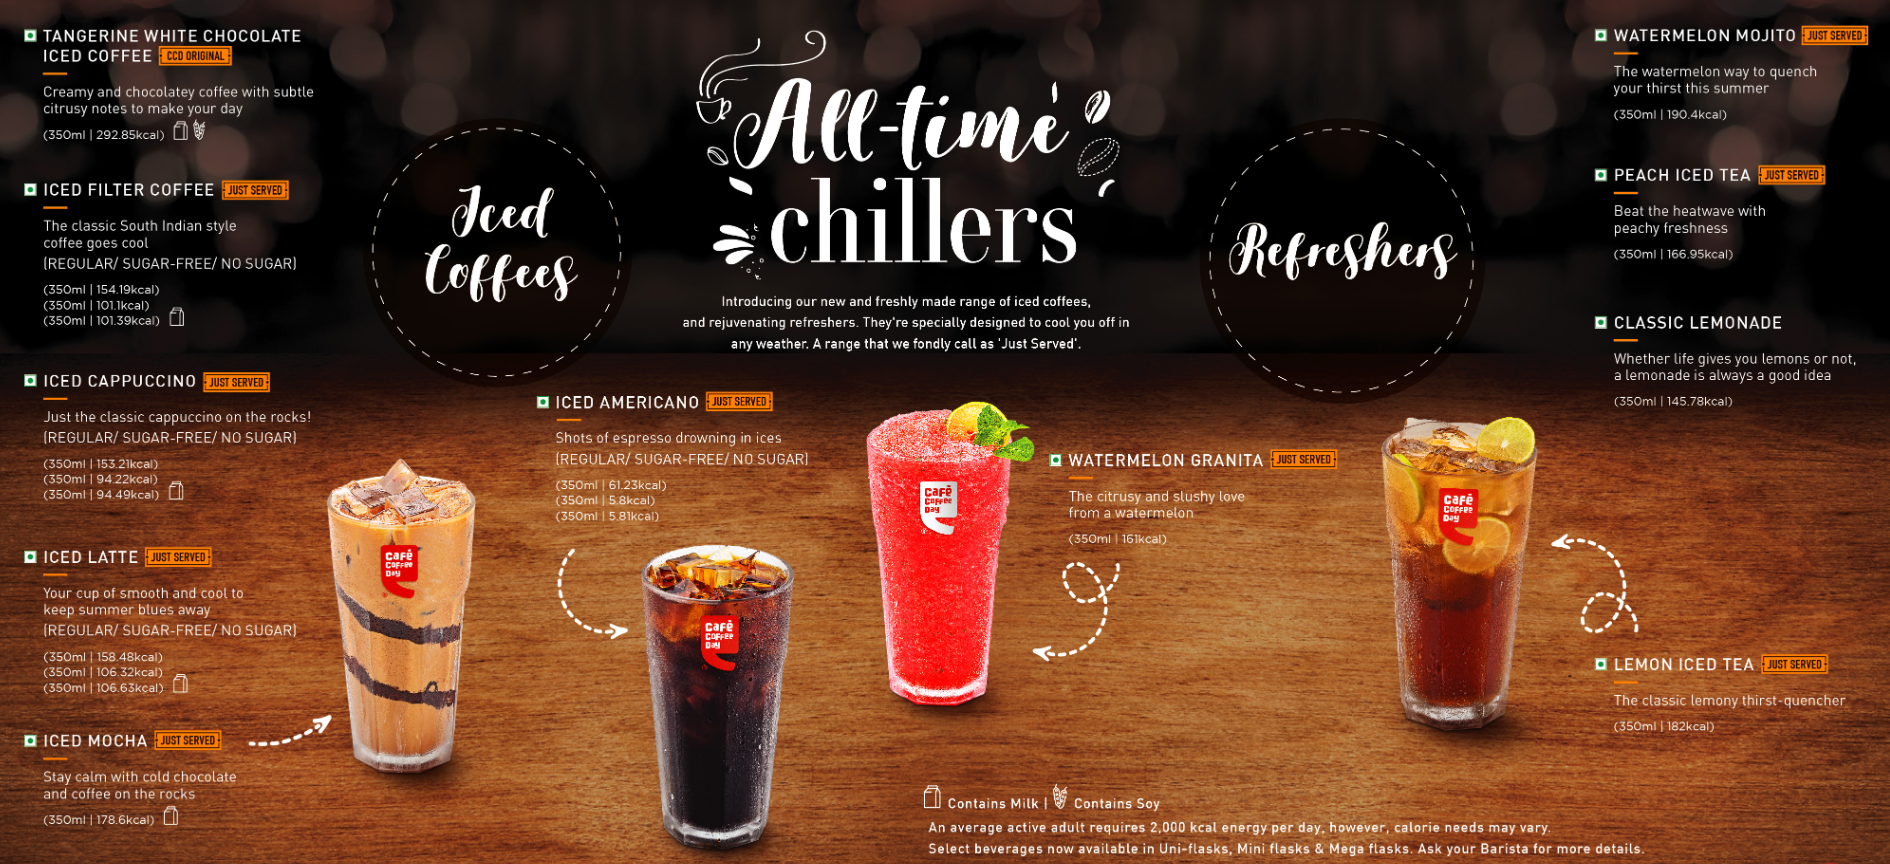 TANGERINE WHITE CHOCOLATE
ICED COFFEE CCD ORIGINAL
Creamy and chocolatey coffee with subtle
citrusy notes to make your day
(350ml | 292.85kcal)
ICED FILTER COFFEE JUST SERVED
The classic South Indian style
coffee goes cool
(REGULAR/ SUGAR-FREE/ NO SUGAR)
(350ml | 154.19kcal)
(350ml | 101.1kcal)
(350ml | 101.39kcal)
ICED CAPPUCCINO JUST SERVED
Just the classic cappuccino on the rocks!
(REGULAR/ SUGAR-FREE/ NO SUGAR)
(350ml | 153.21kcal)
(350ml | 94.22kcal)
(350ml | 94.49kcal)
ICED LATTE JUST SERVED
Your cup of smooth and cool to
keep summer blues away
(REGULAR/ SUGAR-FREE/ NO SUGAR)
(350ml | 158.48kcal)
(350ml | 106.32kcal)
(350ml | 106.63kcal)
ICED MOCHA JUST SERVED
Stay calm with cold chocolate
and coffee on the rocks
(350ml | 178.6kcal)
Iced
Coffees
Café
Coffee
Day
All-time
chillers
Introducing our new and freshly made range of iced coffees,
and rejuvenating refreshers. They're specially designed to cool you off in
any weather. A range that we fondly call as 'Just Served'.
ICED AMERICANO JUST SERVED
Shots of espresso drowning in ices
(REGULAR/ SUGAR-FREE/ NO SUGAR)
(350ml | 61.23kcal)
(350ml | 5.8kcal)
(350ml | 5.81kcal)
Café
Coffee
Day
Café
Coffee
Day
WATERMELON GRANITA JUST SERVED
The citrusy and slushy love
from a watermelon
(350ml | 161kcal)
Refreshers
Café
Coffee
Day
WATERMELON MOJITO JUST SERVED
The watermelon way to quench
your thirst this summer
(350ml | 190.4kcal)
PEACH ICED TEA JUST SERVED
Beat the heatwave with
peachy freshness
(350ml | 166.95kcal)
CLASSIC LEMONADE
Whether life gives you lemons or not,
a lemonade is always a good idea
(350ml | 145.78kcal)
LEMON ICED TEA JUST SERVED
The classic lemony thirst-quencher
(350ml | 182kcal)
Contains Milk | Contains Soy
An average active adult requires 2,000 kcal energy per day, however, calorie needs may vary.
Select beverages now available in Uni-flasks, Mini flasks & Mega flasks. Ask your Barista for more details.